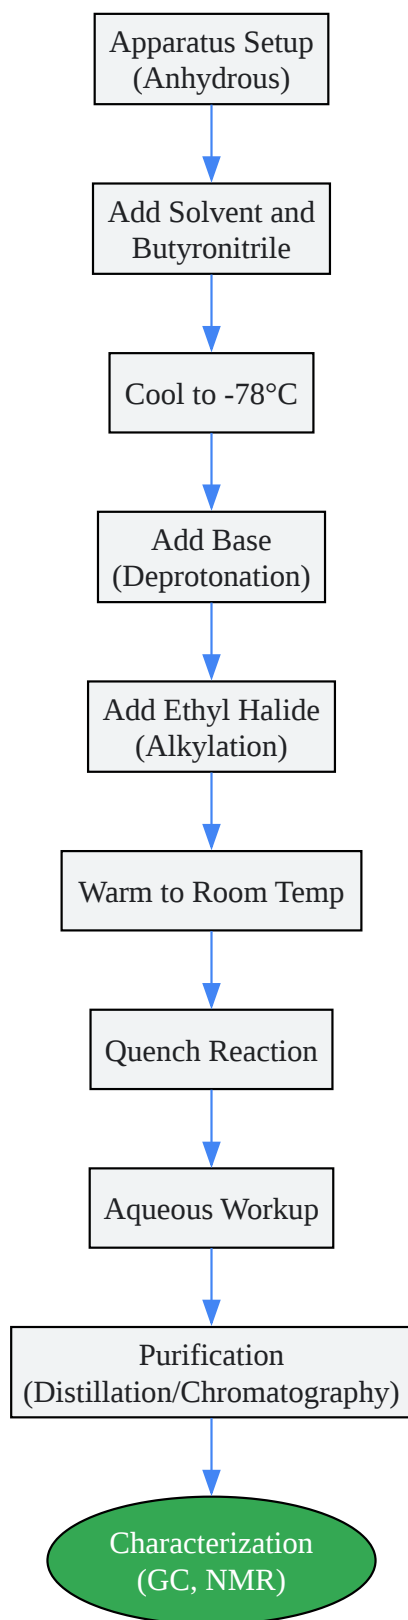 Apparatus Setup
(Anhydrous)
Add Solvent and
Butyronitrile
Cool to -78°C
Add Base
(Deprotonation)
Add Ethyl Halide
(Alkylation)
Warm to Room Temp
Quench Reaction
Aqueous Workup
Purification
(Distillation/Chromatography)
Characterization
(GC, NMR)